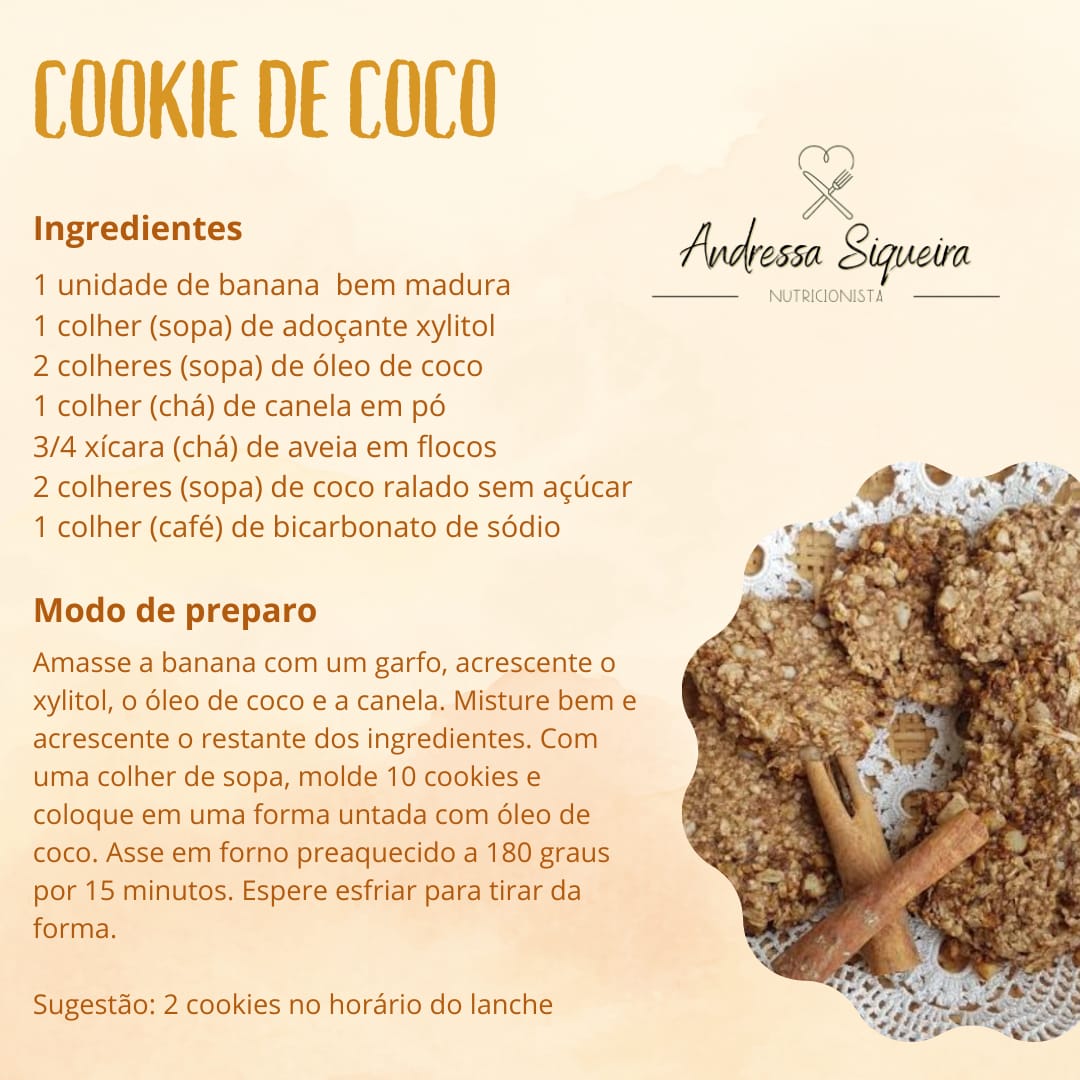 COOKIE DE COCO
Andressa Siqueira
NUTRICIONISTA
Ingredientes
1 unidade de banana  bem madura
1 colher (sopa) de adoçante xylitol
2 colheres (sopa) de óleo de coco
1 colher (chá) de canela em pó
3/4 xícara (chá) de aveia em flocos
2 colheres (sopa) de coco ralado sem açúcar
1 colher (café) de bicarbonato de sódio
Modo de preparo
Amasse a banana com um garfo, acrescente o
xylitol, o óleo de coco e a canela. Misture bem e
acrescente o restante dos ingredientes. Com
uma colher de sopa, molde 10 cookies e
coloque em uma forma untada com óleo de
coco. Asse em forno preaquecido a 180 graus
por 15 minutos. Espere esfriar para tirar da
forma.
Sugestão: 2 cookies no horário do lanche